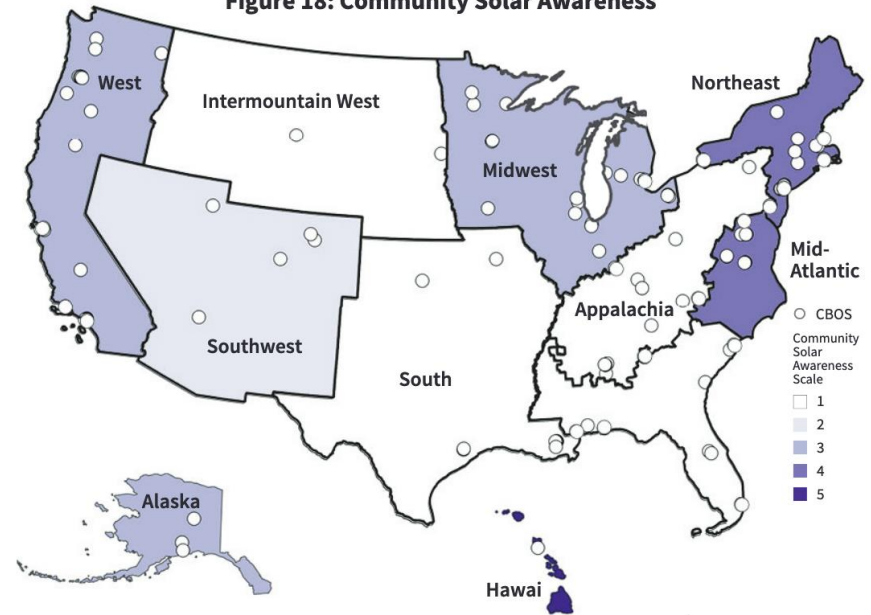 Figure 18: Community Solar Awareness
West
Intermountain West
Northeast
Midwest
Mid-
Atlantic
Appalachia
CBOS
Southwest
South
Community
Solar
Awareness
Scale
1
2
3
4
5
Alaska
Hawai